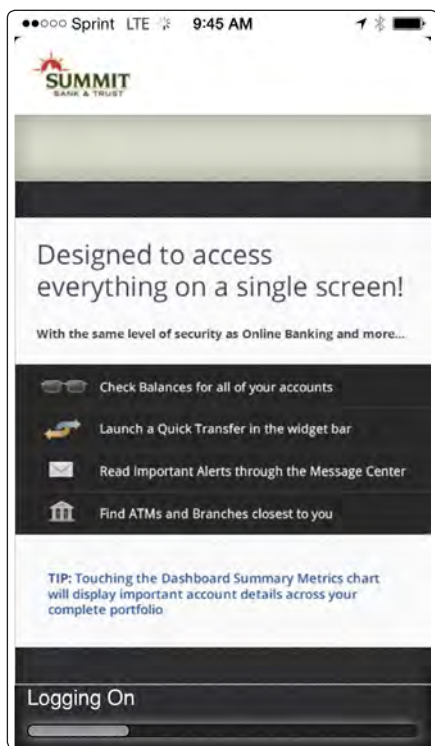 Sprint LTE 9:45 AM
SUMMIT
BANK & TRUST
Designed to access
everything on a single screen!
With the same level of security as Online Banking and more...
Check Balances for all of your accounts
Launch a Quick Transfer in the widget bar
Read Important Alerts through the Message Center
Find ATMs and Branches closest to you
TIP: Touching the Dashboard Summary Metrics chart
will display important account details across your
complete portfolio
Logging On